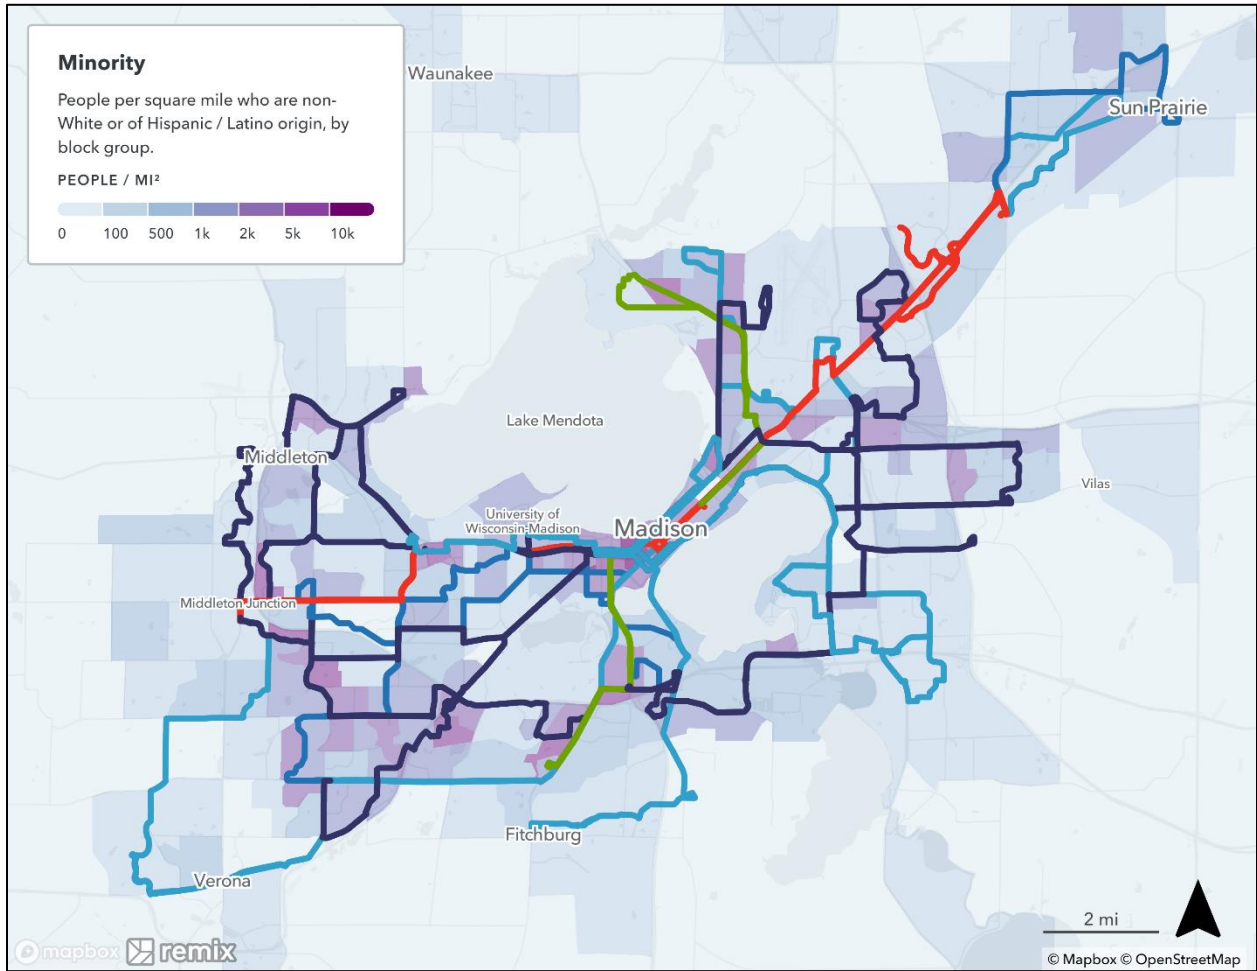 Minority
People per square mile who are non-
White or of Hispanic / Latino origin, by
block group.
PEOPLE / MI²
0 100 500 1k 2k 5k 10k
Waunakee
Sun Prairie
Lake Mendota
Middleton
Vilas
University of
Wisconsin-Madison
Madison
Middleton Junction
Fitchburg
Verona
2 mi
mapbox remix
© Mapbox © OpenStreetMap